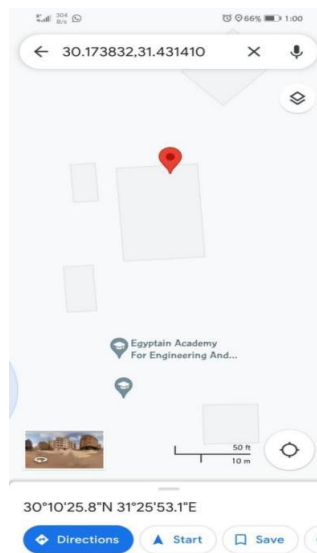 304 B/s 66% 1:00
30.173832,31.431410
Egyptain Academy
For Engineering And...
50 ft
10 m
30°10'25.8"N 31°25'53.1"E
Directions Start Save